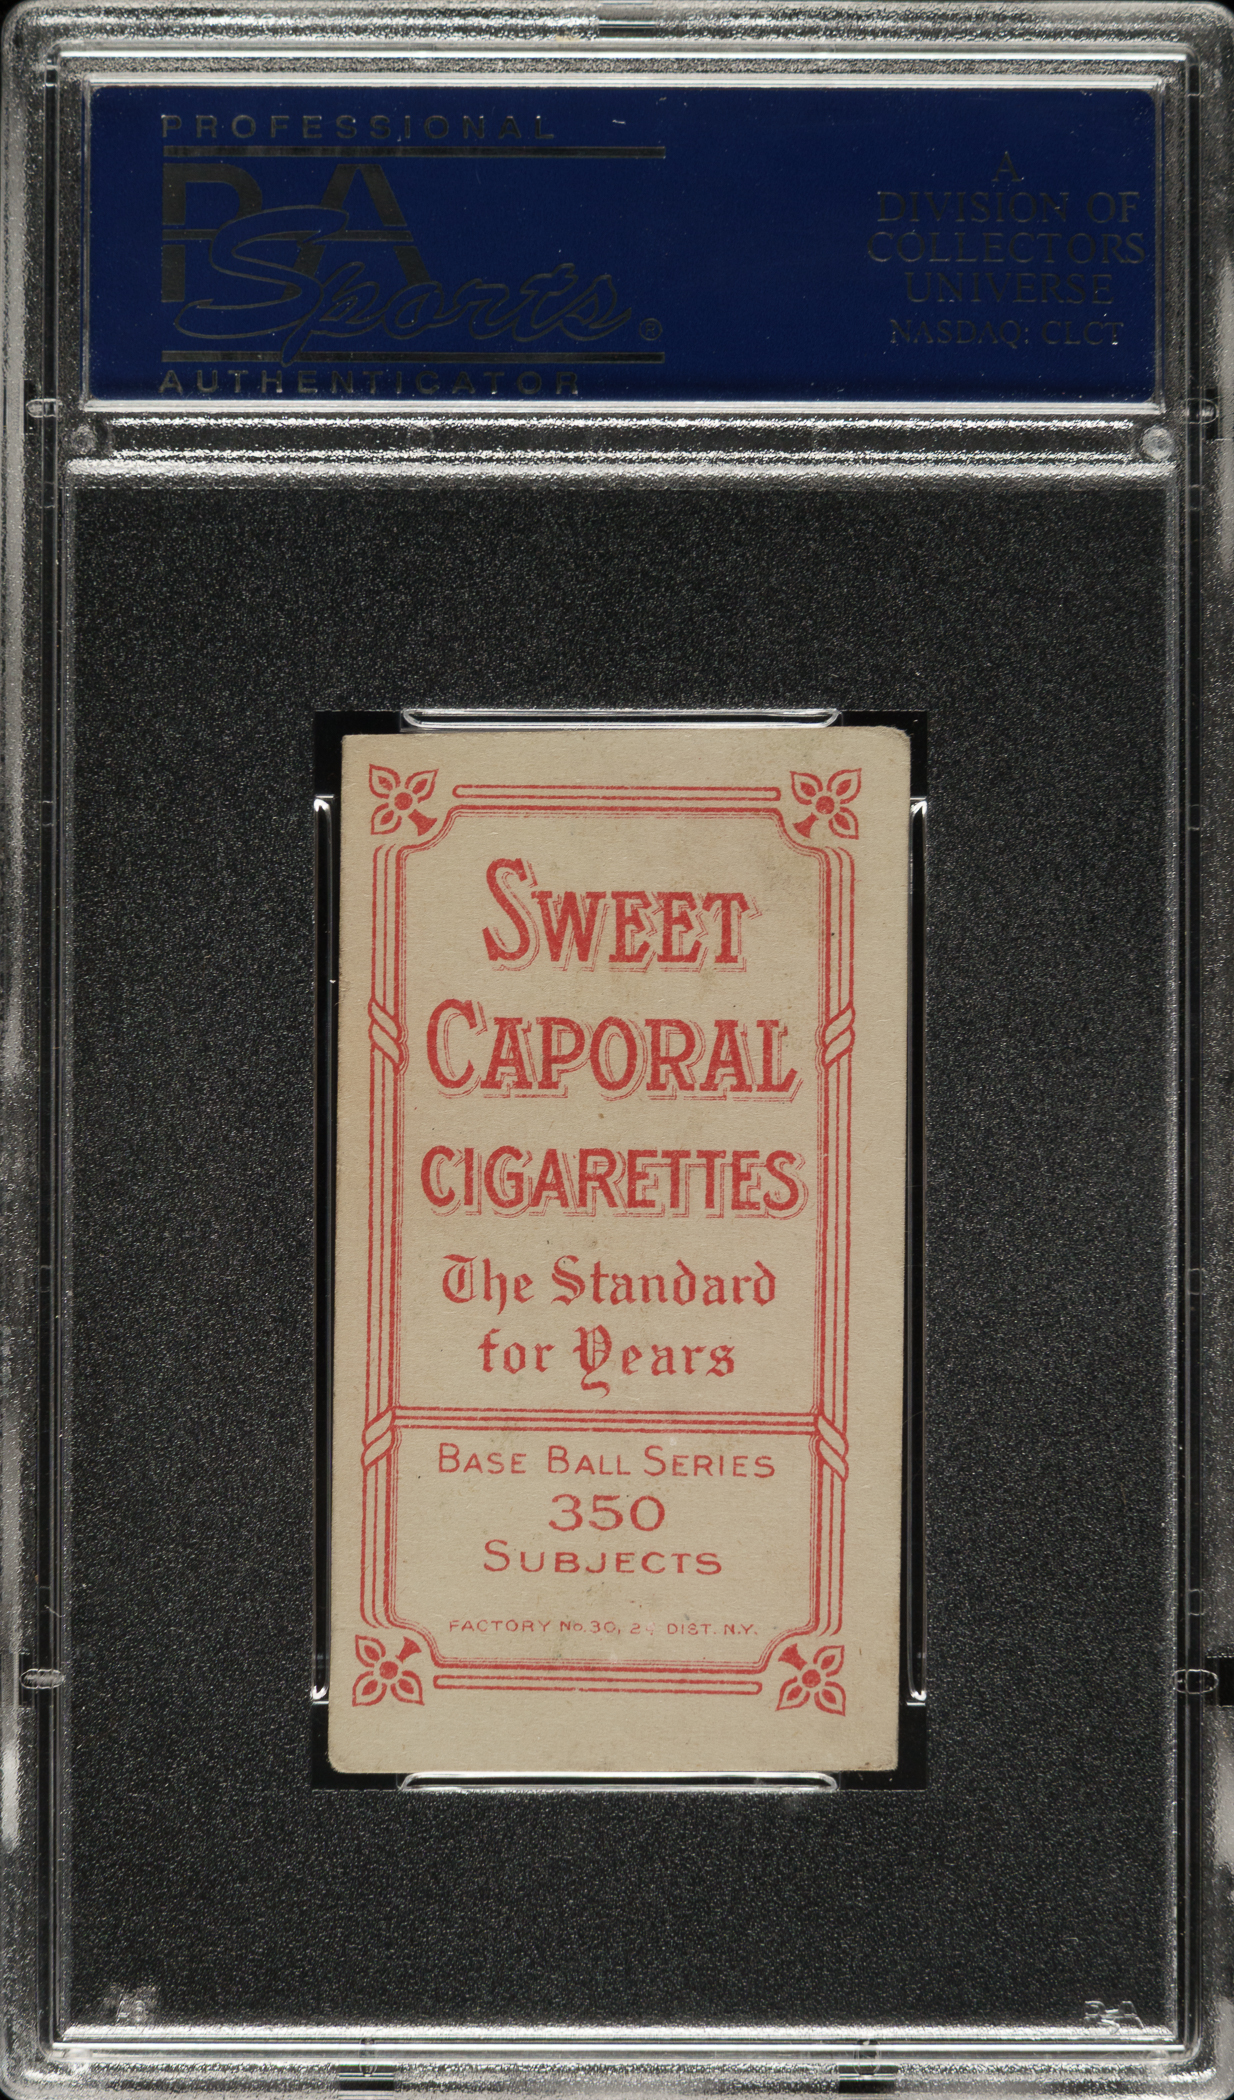 PROFESSIONAL
PSA
Sports®
AUTHENTICATOR
A
DIVISION OF
COLLECTORS
UNIVERSE
NASDAQ: CLCT
SWEET
CAPORAL
CIGARETTES
The Standard
for Years
BASE BALL SERIES
350
SUBJECTS
FACTORY No. 30, DIST. N.Y.
PSA